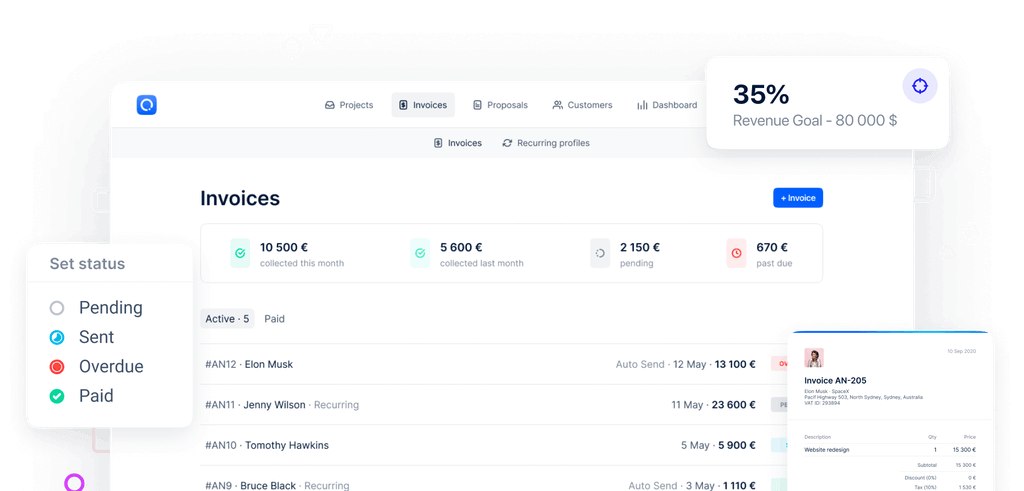 35%
Revenue Goal - 80 000 $
Projects Invoices Proposals Customers Dashboard
Invoices Recurring profiles
Invoices
+ Invoice
10 500 € 5 600 € 2 150 € 670 €
collected this month collected last month pending past due
Set status
Pending
Sent
Overdue
Paid
Active · 5 Paid
#AN12 · Elon Musk Auto Send · 12 May · 13 100 €
#AN11 · Jenny Wilson · Recurring 11 May · 23 600 €
#AN10 · Tomothy Hawkins 5 May · 5 900 €
#AN9 · Bruce Black · Recurring Auto Send · 3 May · 1 110 €
10 Sep 2020
Invoice AN-205
Elon Musk · SpaceX
Pacif Highway 503, North Sydney, Sydney, Australia
VAT ID: 293894
Description Qty Price
Website redesign 1 15 300 €
Subtotal 15 300 €
Discount (0%) 0 €
Tax (10%) 1 530 €